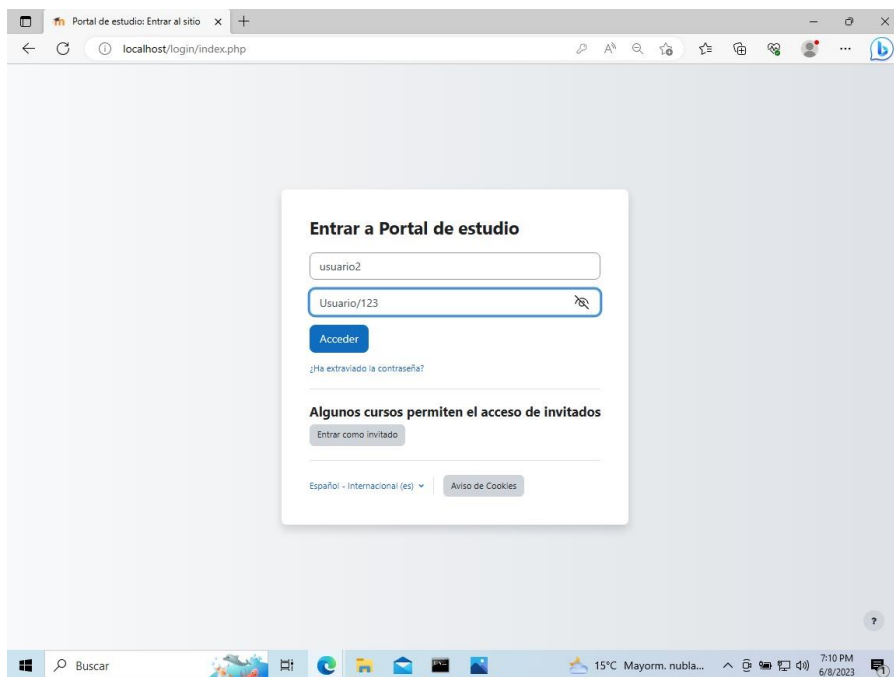 Portal de estudio: Entrar al sitio
localhost/login/index.php
Entrar a Portal de estudio
usuario2
Usuario/123
Acceder
¿Ha extraviado la contraseña?
Algunos cursos permiten el acceso de invitados
Entrar como invitado
Español - Internacional (es)
Aviso de Cookies
?
Buscar
15°C Mayorm. nubla...
7:10 PM
6/8/2023